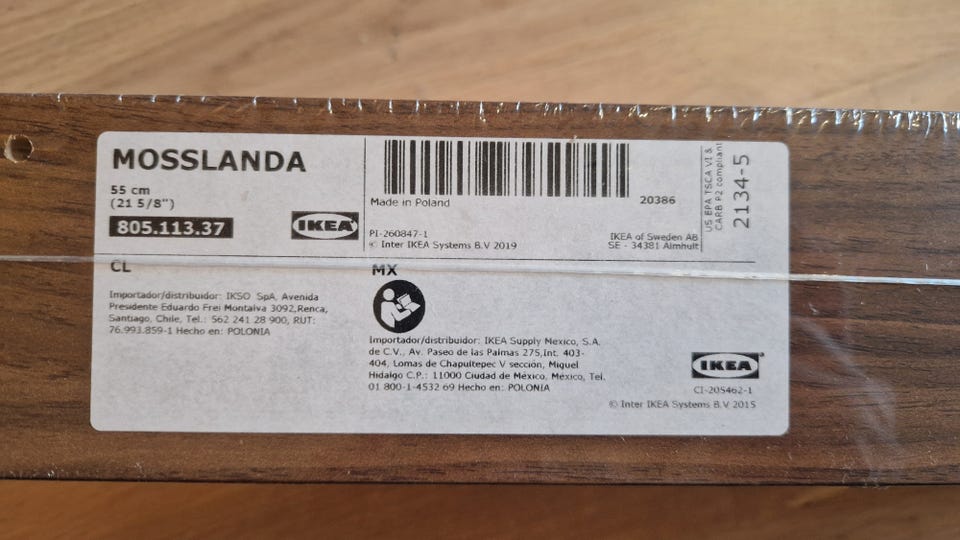 MOSSLANDA
55 cm
(21 5/8")
805.113.37
IKEA
Made in Poland
20386
PI-260847-1
© Inter IKEA Systems B.V 2019
IKEA of Sweden AB
SE - 34381 Älmhult
US EPA TSCA VI &
CARB P2 compliant
2134-5
CL
Importador/distribuidor: IKSO SpA, Avenida
Presidente Eduardo Frei Montalva 3092,Renca,
Santiago, Chile, Tel.: 562 241 28 900, RUT:
76.993.859-1 Hecho en: POLONIA
MX
Importador/distribuidor: IKEA Supply Mexico, S.A.
de C.V., Av. Paseo de las Palmas 275,Int. 403-
404, Lomas de Chapultepec V sección, Miguel
Hidalgo C.P.: 11000 Ciudad de México, México, Tel.
01 800-1-4532 69 Hecho en: POLONIA
IKEA
CI-205462-1
© Inter IKEA Systems B.V 2015